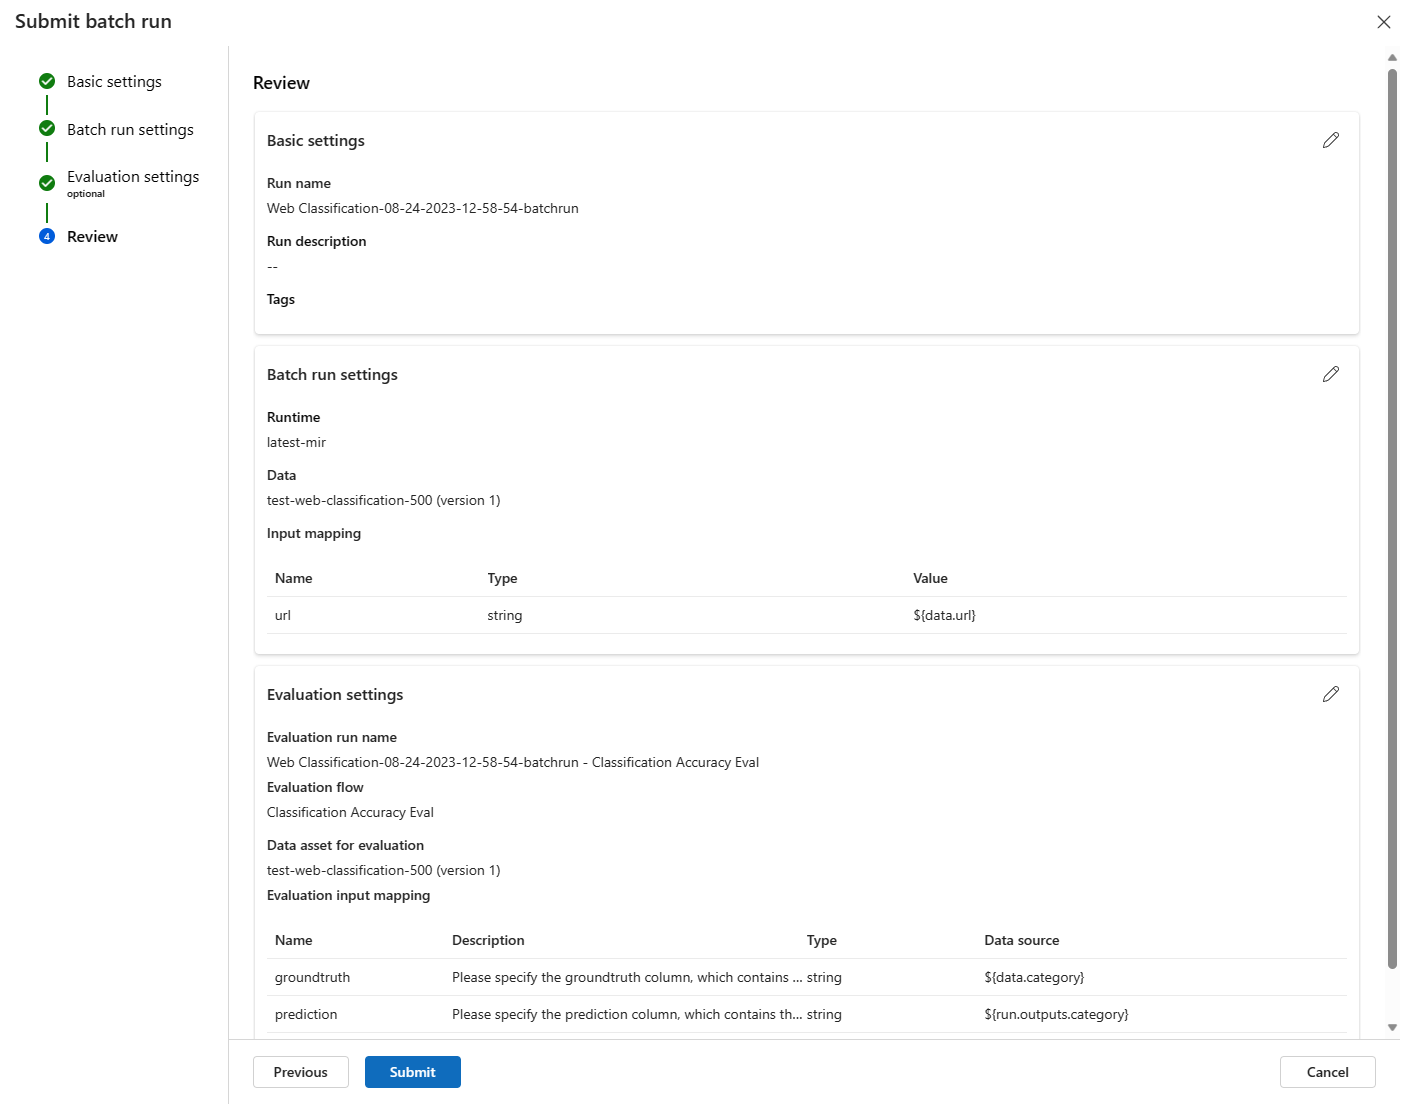 Submit batch run
Basic settings
Batch run settings
Evaluation settings
optional
4 Review
Review
Basic settings
Run name
Web Classification-08-24-2023-12-58-54-batchrun
Run description
--
Tags
Batch run settings
Runtime
latest-mir
Data
test-web-classification-500 (version 1)
Input mapping
Name Type Value
url string ${data.url}
Evaluation settings
Evaluation run name
Web Classification-08-24-2023-12-58-54-batchrun - Classification Accuracy Eval
Evaluation flow
Classification Accuracy Eval
Data asset for evaluation
test-web-classification-500 (version 1)
Evaluation input mapping
Name Description Type Data source
groundtruth Please specify the groundtruth column, which contains ... string ${data.category}
prediction Please specify the prediction column, which contains th... string ${run.outputs.category}
Previous Submit Cancel